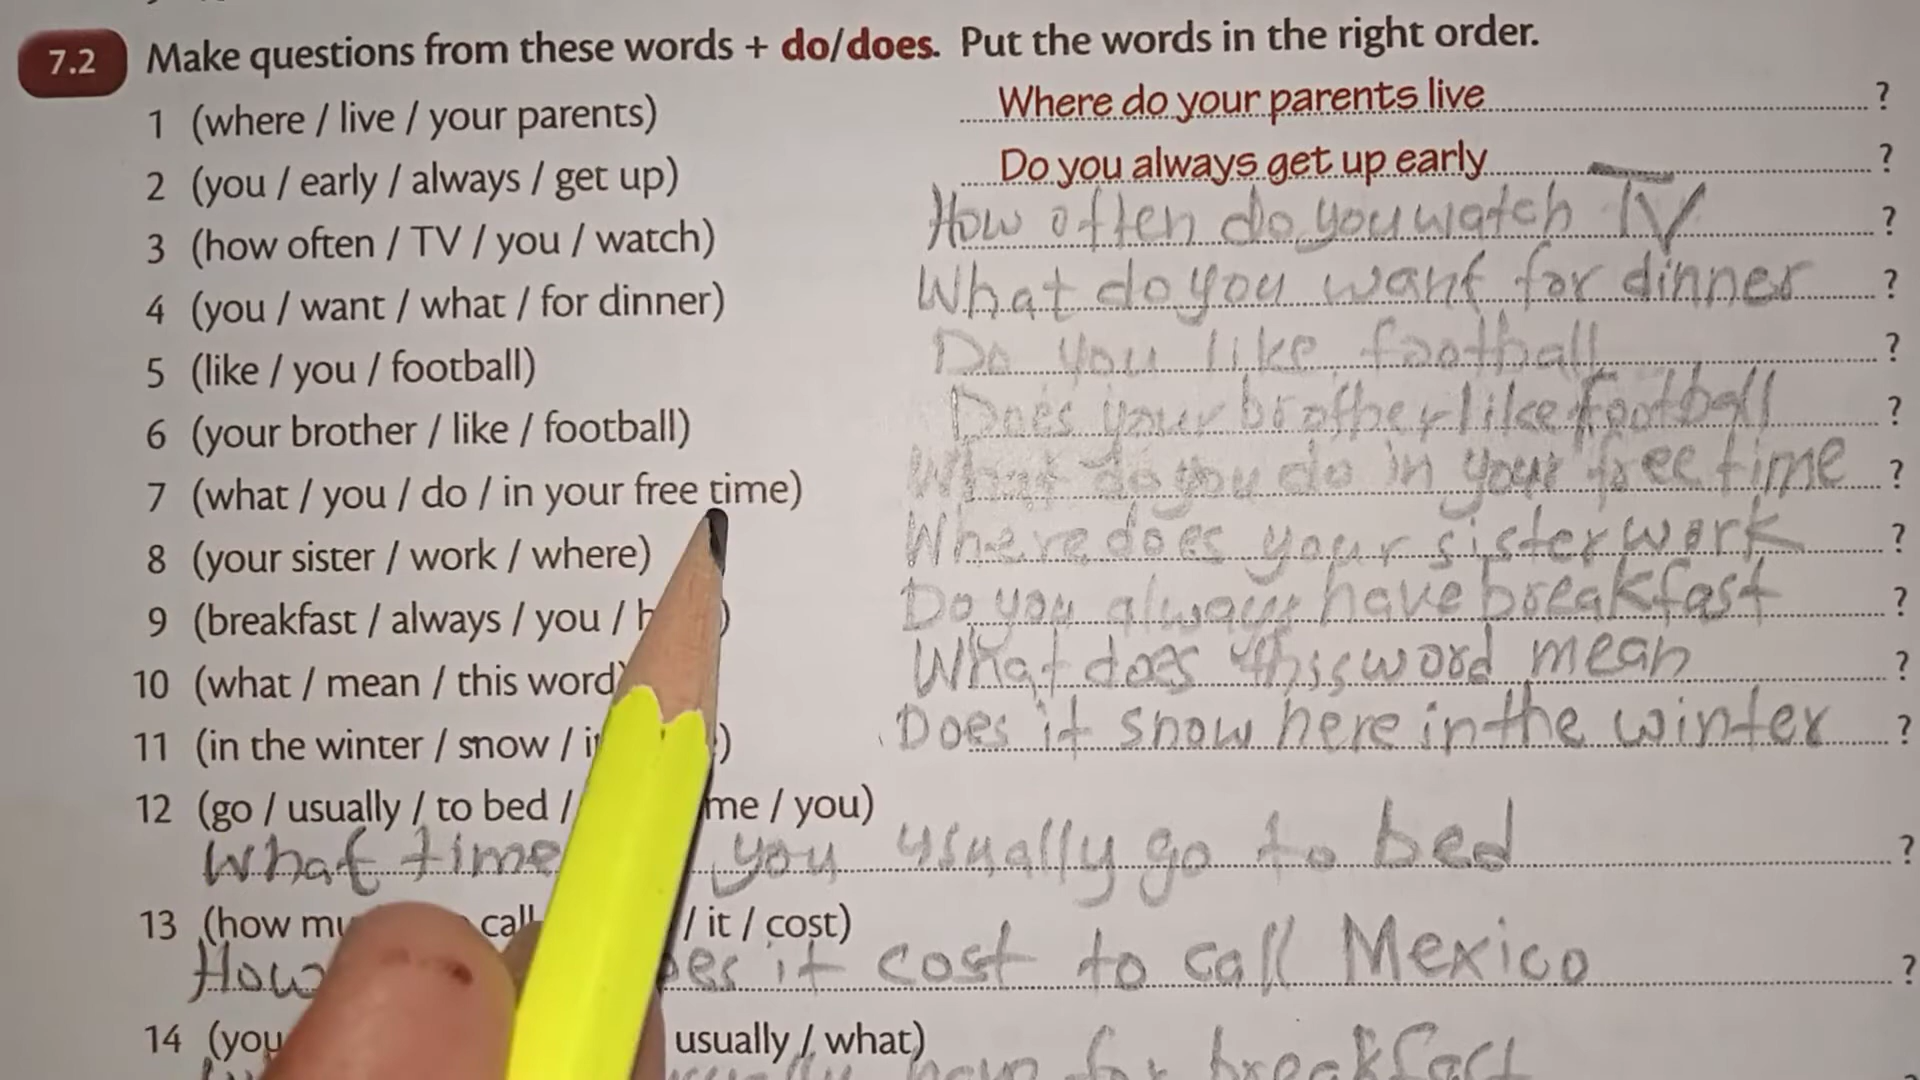 7.2 Make questions from these words + do/does. Put the words in the right order.
1 (where / live / your parents) Where do your parents live ?
2 (you / early / always / get up) Do you always get up early ?
3 (how often / TV / you / watch) How often do you watch TV ?
4 (you / want / what / for dinner) What do you want for dinner ?
5 (like / you / football) Do you like football ?
6 (your brother / like / football) Does your brother like football ?
7 (what / you / do / in your free time) What do you do in your free time ?
8 (your sister / work / where) Where does your sister work ?
9 (breakfast / always / you / ) Do you always have breakfast ?
10 (what / mean / this word) What does this word mean ?
11 (in the winter / snow / ) Does it snow here in the winter ?
12 (go / usually / to bed / / you)
What time you usually go to bed ?
13 (how / it / cost)
How it cost to call Mexico ?
14 (you usually / what)
usually have for breakfast